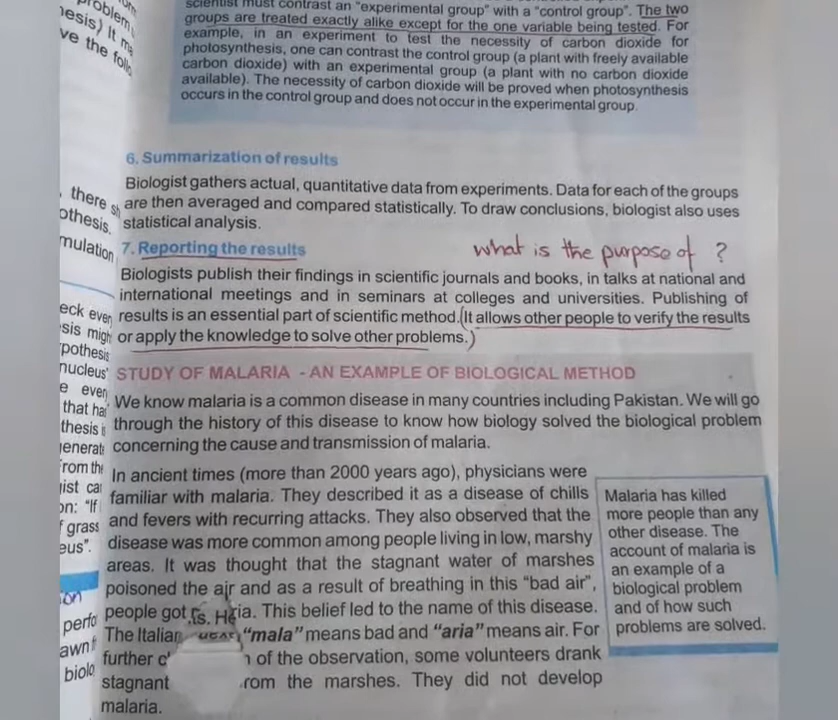 scientist must contrast an "experimental group" with a "control group". The two
groups are treated exactly alike except for the one variable being tested. For
example, in an experiment to test the necessity of carbon dioxide for
photosynthesis, one can contrast the control group (a plant with freely available
carbon dioxide) with an experimental group (a plant with no carbon dioxide
available). The necessity of carbon dioxide will be proved when photosynthesis
occurs in the control group and does not occur in the experimental group.
6. Summarization of results
Biologist gathers actual, quantitative data from experiments. Data for each of the groups
are then averaged and compared statistically. To draw conclusions, biologist also uses
statistical analysis.
7. Reporting the results
what is the purpose of ?
Biologists publish their findings in scientific journals and books, in talks at national and
international meetings and in seminars at colleges and universities. Publishing of
results is an essential part of scientific method.(It allows other people to verify the results
or apply the knowledge to solve other problems.)
STUDY OF MALARIA - AN EXAMPLE OF BIOLOGICAL METHOD
We know malaria is a common disease in many countries including Pakistan. We will go
through the history of this disease to know how biology solved the biological problem
concerning the cause and transmission of malaria.
In ancient times (more than 2000 years ago), physicians were
familiar with malaria. They described it as a disease of chills
and fevers with recurring attacks. They also observed that the
disease was more common among people living in low, marshy
areas. It was thought that the stagnant water of marshes
poisoned the air and as a result of breathing in this "bad air",
people got ia. This belief led to the name of this disease.
The Italian "mala" means bad and "aria" means air. For
further of the observation, some volunteers drank
stagnant from the marshes. They did not develop
malaria.
Malaria has killed
more people than any
other disease. The
account of malaria is
an example of a
biological problem
and of how such
problems are solved.